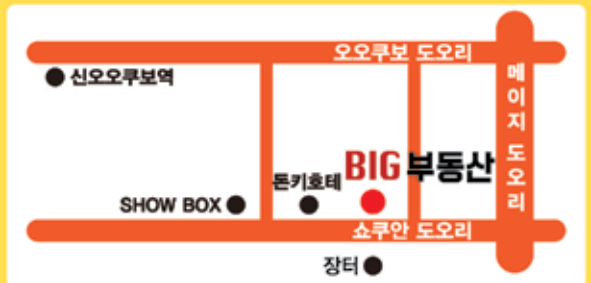 오오쿠보 도오리
신오오쿠보역
메이지 도오리
BIG 부동산
돈키호테
SHOW BOX
쇼쿠안 도오리
장터